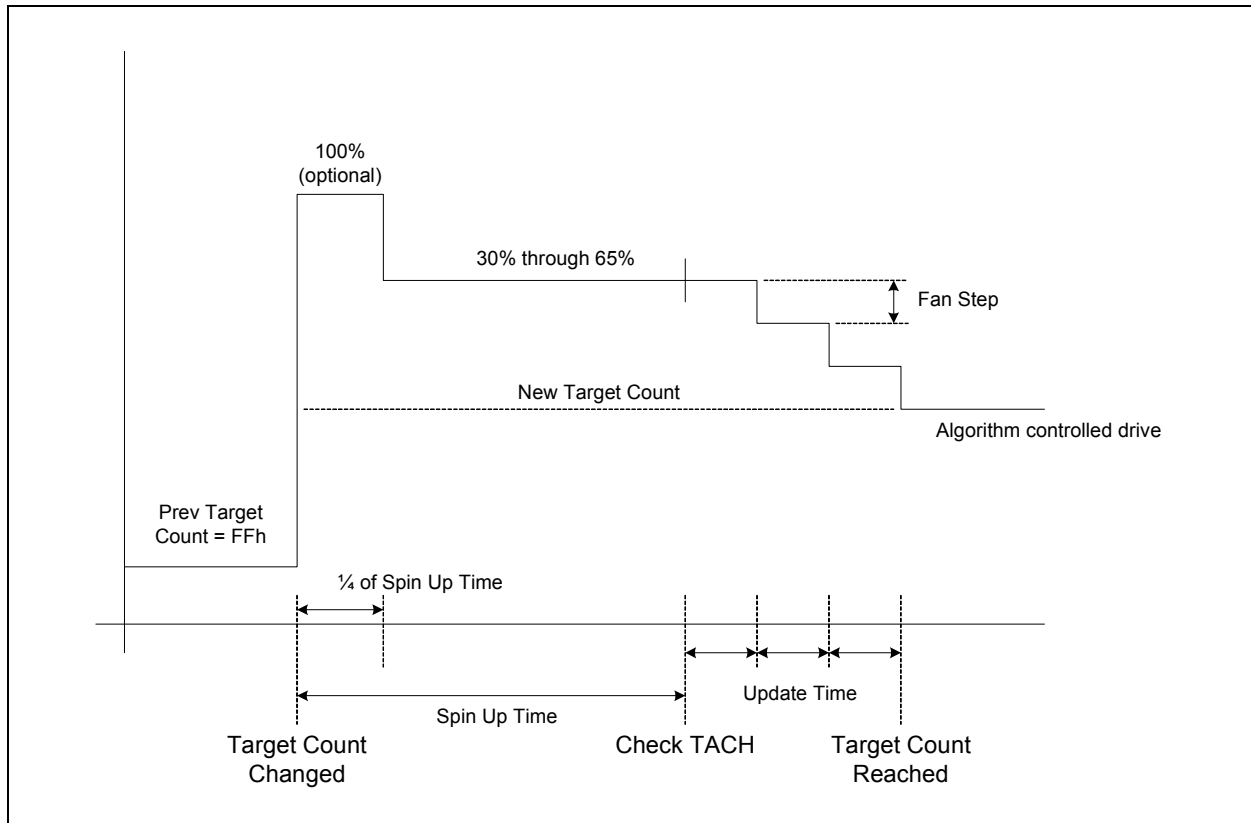 100%
(optional)
30% through 65%
Fan Step
New Target Count
Algorithm controlled drive
Prev Target
Count = FFh
¼ of Spin Up Time
Update Time
Spin Up Time
Target Count
Changed
Check TACH
Target Count
Reached